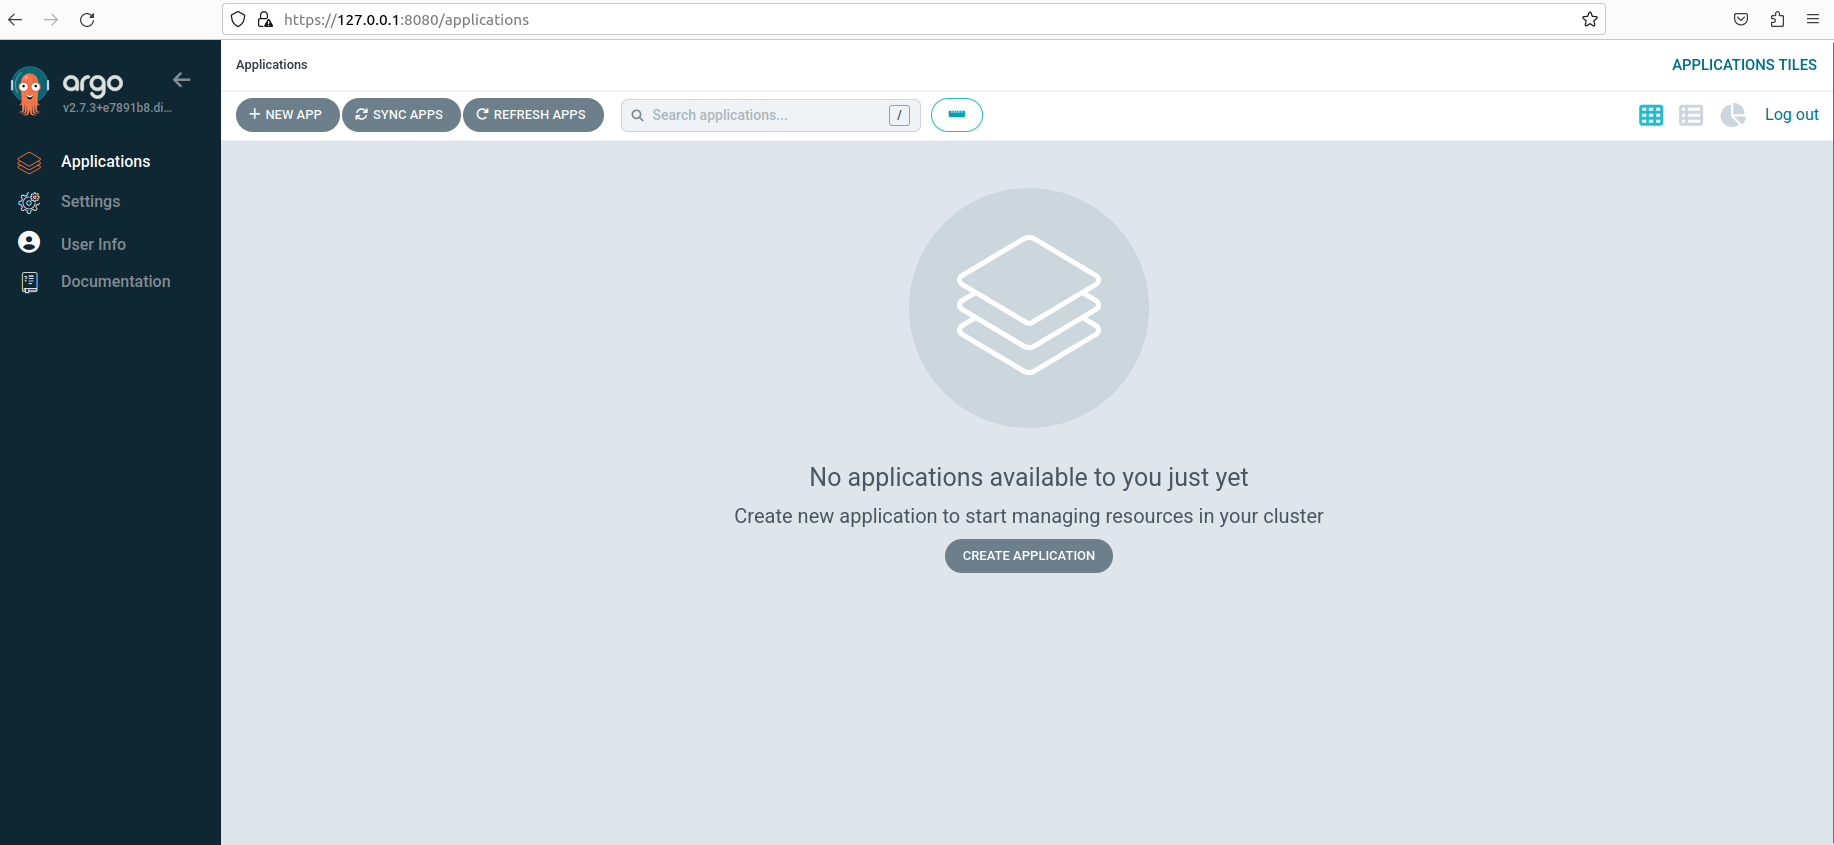 https://127.0.0.1:8080/applications
argo
v2.7.3+e7891b8.di...
Applications
Settings
User Info
Documentation
Applications
APPLICATIONS TILES
+ NEW APP
SYNC APPS
REFRESH APPS
Search applications...
/
Log out
No applications available to you just yet
Create new application to start managing resources in your cluster
CREATE APPLICATION